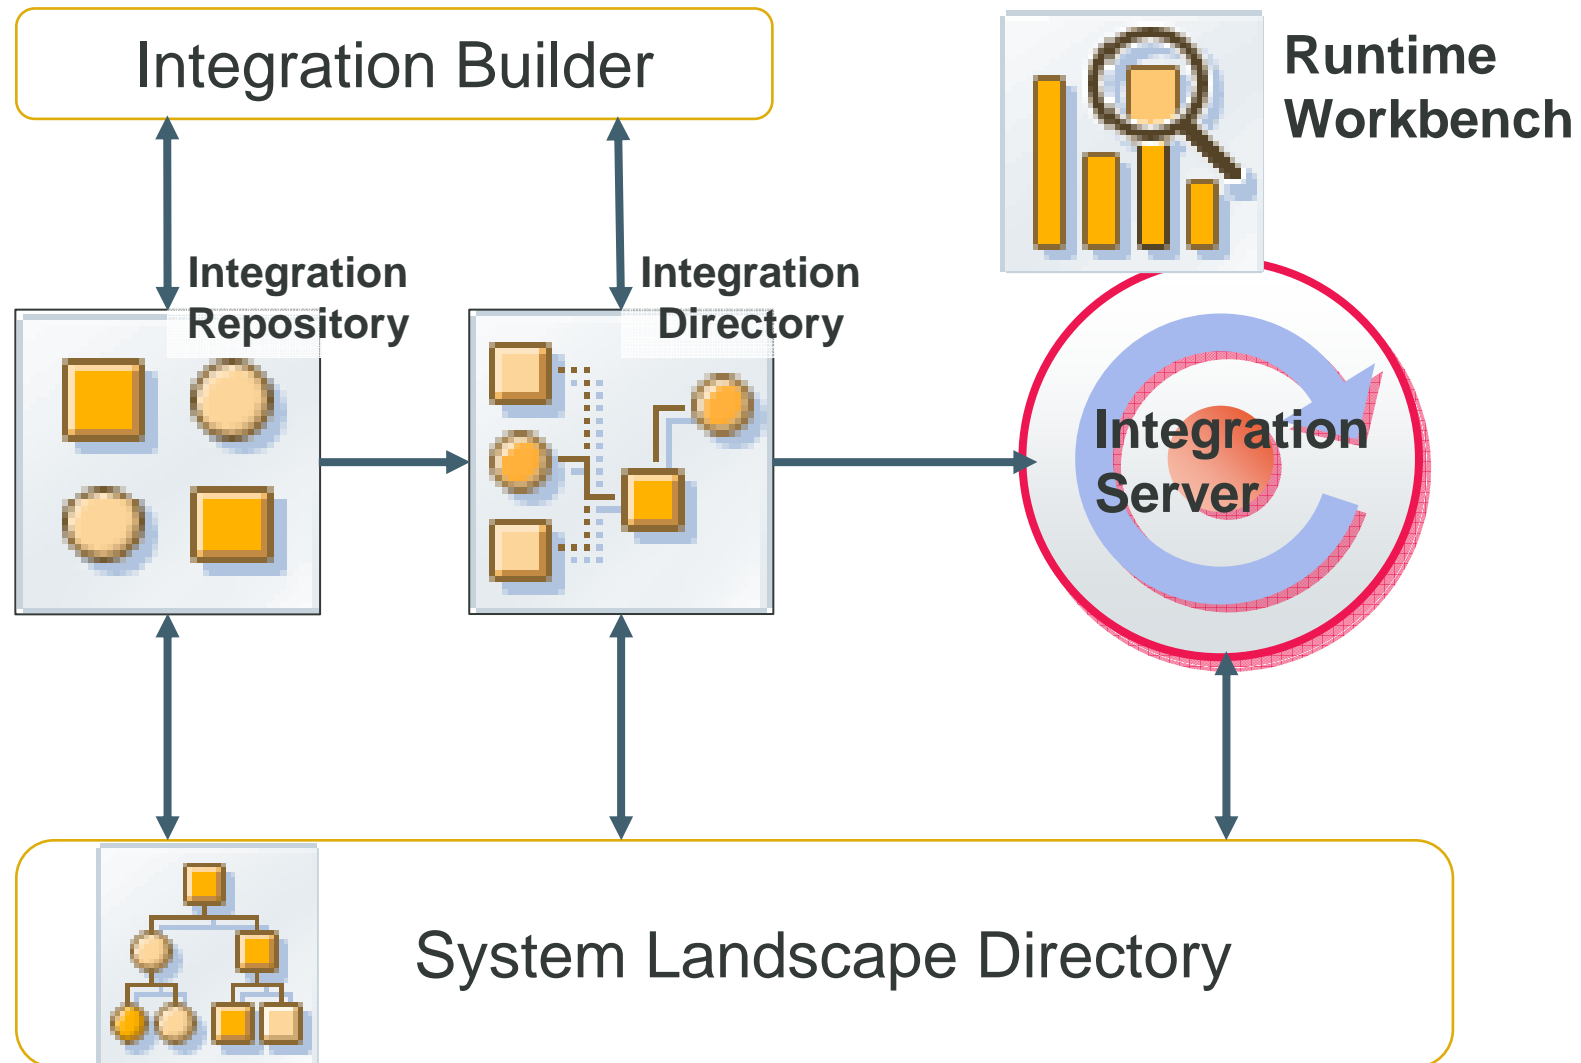 Integration Builder
Runtime
Workbench
Integration
Repository
Integration
Directory
Integration
Server
System Landscape Directory